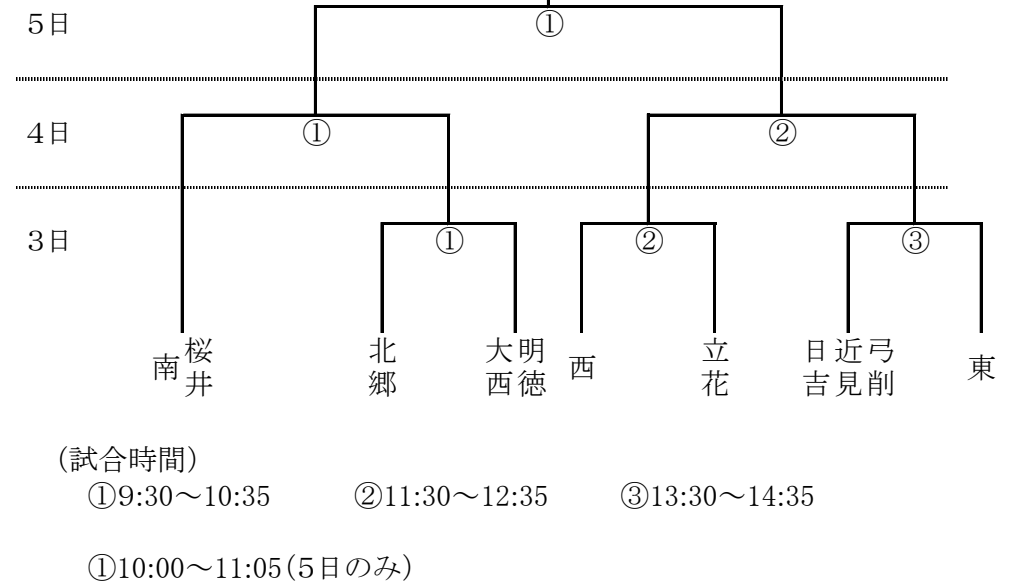 5日
①
4日
① ②
3日
① ② ③
南 桜井 北郷 大西 明徳 西 立花 日吉 近見 弓削 東
(試合時間)
①9:30～10:35 ②11:30～12:35 ③13:30～14:35
①10:00～11:05(5日のみ)